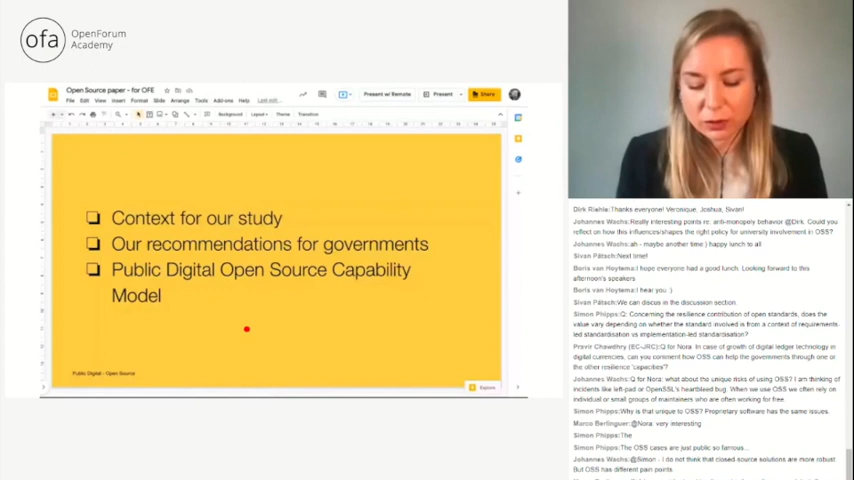 ofa
OpenForum
Academy
Open Source paper - for OFE
File Edit View Insert Format Slide Arrange Tools Add-ons Help Last edit...
Present w/ Remote
Present
Share
Background
Layout
Theme
Transition
Context for our study
Our recommendations for governments
Public Digital Open Source Capability
Model
Public Digital - Open Source
Explore
Dirk Riehle:Thanks everyone! Veronique, Joshua, Sivan!
Johannes Wachs:Really interesting points re: anti-monopoly behavior @Dirk. Could you
reflect on how this influences/shapes the right policy for university involvement in OSS?
Johannes Wachs:ah - maybe another time ) happy lunch to all
Sivan Pätsch:Next time!
Boris van Hoytema:I hope everyone had a good lunch. Looking forward to this
afternoon's speakers
Boris van Hoytema:I hear you :)
Sivan Pätsch:We can discus in the discussion section.
Simon Phipps:Q: Concerning the resilience contribution of open standards, does the
value vary depending on whether the standard involved is from a context of requirements-
led standardisation vs implementation-led standardisation?
Pravir Chawdhry (EC-JRC):Q for Nora: In case of growth of digital ledger technology in
digital currencies, can you comment how OSS can help the governments through one or
the other resilience 'capacities'?
Johannes Wachs:Q for Nora: what about the unique risks of using OSS? I am thinking of
incidents like left-pad or OpenSSL's heartbleed bug. When we use OSS we often rely on
individual or small groups of maintainers who are often working for free.
Simon Phipps:Why is that unique to OSS? Proprietary software has the same issues.
Marco Berlinguer:@Nora: very interesting
Simon Phipps:The
Simon Phipps:The OSS cases are just public so famous...
Johannes Wachs:@Simon - I do not think that closed-source solutions are more robust.
But OSS has different pain points